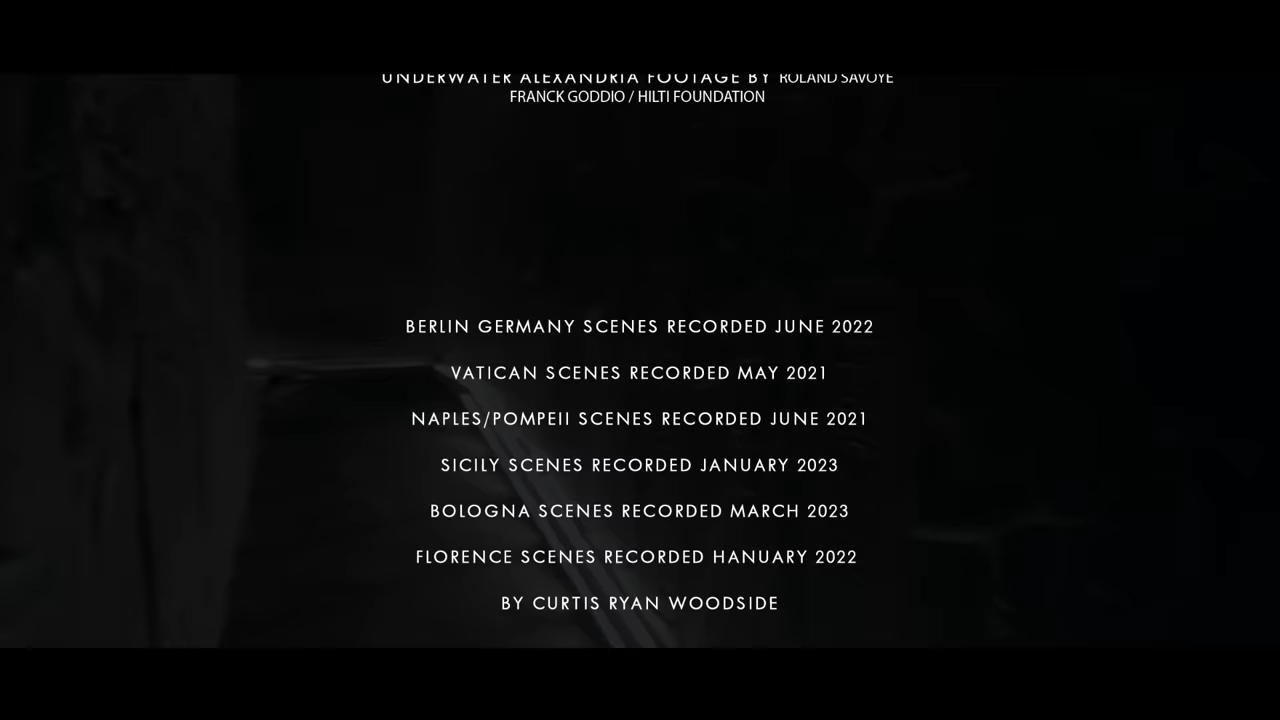 UNDERWATER ALEXANDRIA FOOTAGE BY ROLAND SAVOYE
FRANCK GODDIO / HILTI FOUNDATION
BERLIN GERMANY SCENES RECORDED JUNE 2022
VATICAN SCENES RECORDED MAY 2021
NAPLES/POMPEII SCENES RECORDED JUNE 2021
SICILY SCENES RECORDED JANUARY 2023
BOLOGNA SCENES RECORDED MARCH 2023
FLORENCE SCENES RECORDED HANUARY 2022
BY CURTIS RYAN WOODSIDE